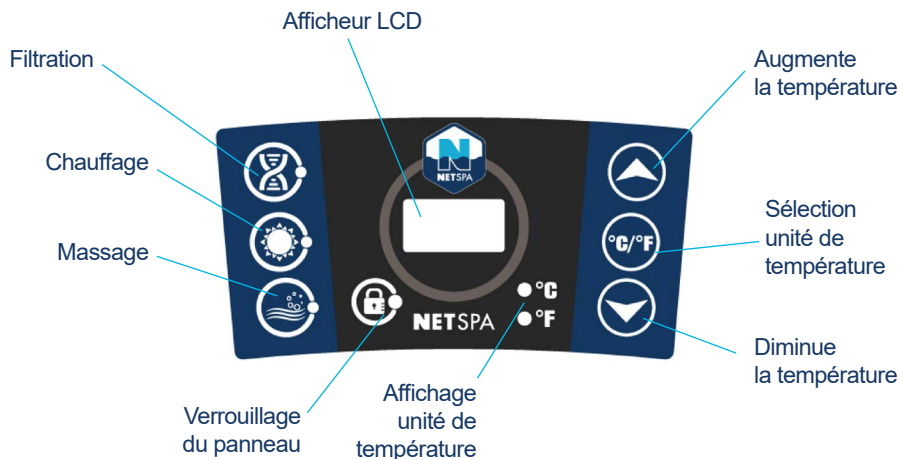 Afficheur LCD
Filtration
Augmente
la température
Chauffage
N
NETSPA
Sélection
unité de
température
°C/°F
Massage
°C
NETSPA
°F
Diminue
la température
Affichage
unité de
température
Verrouillage
du panneau